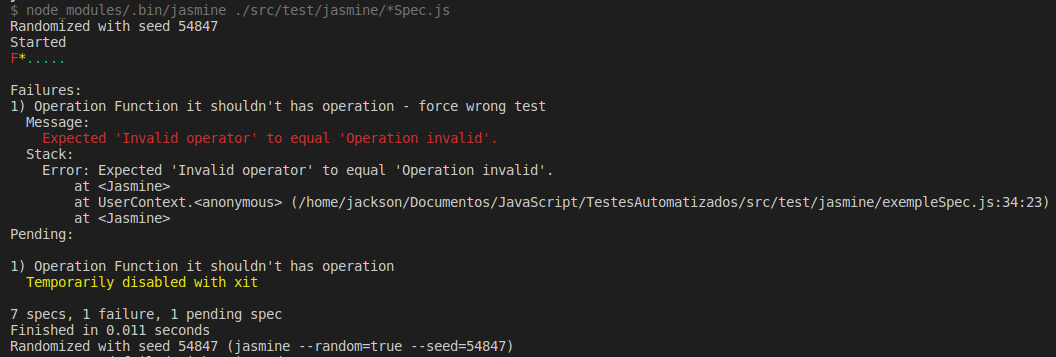 $ node_modules/.bin/jasmine ./src/test/jasmine/*Spec.js
Randomized with seed 54847
Started
F*.....
Failures:
1) Operation Function it shouldn't has operation - force wrong test
Message:
Expected 'Invalid operator' to equal 'Operation invalid'.
Stack:
Error: Expected 'Invalid operator' to equal 'Operation invalid'.
at <Jasmine>
at UserContext.<anonymous> (/home/jackson/Documentos/JavaScript/TestesAutomatizados/src/test/jasmine/exempleSpec.js:34:23)
at <Jasmine>
Pending:
1) Operation Function it shouldn't has operation
Temporarily disabled with xit
7 specs, 1 failure, 1 pending spec
Finished in 0.011 seconds
Randomized with seed 54847 (jasmine --random=true --seed=54847)